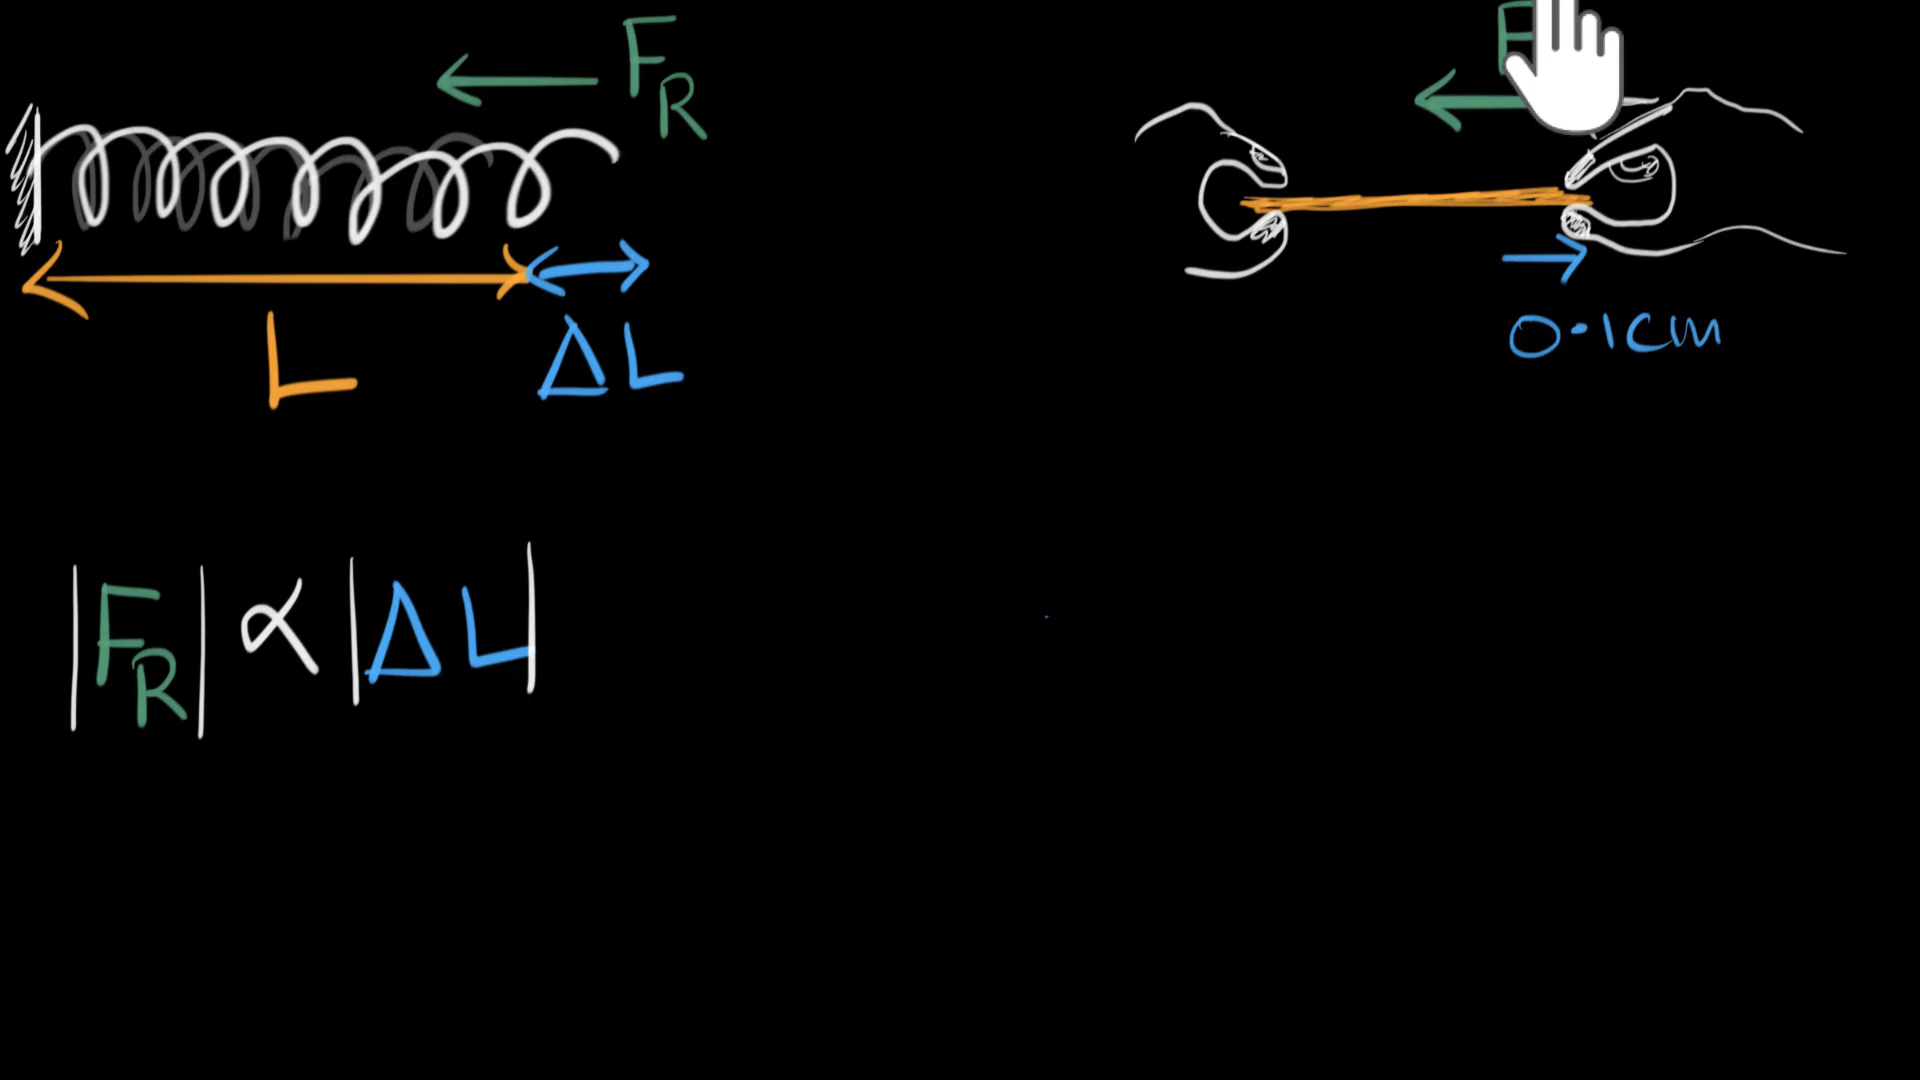 F_R
L
ΔL
|F_R| ∝ |ΔL|
F
0.1cm